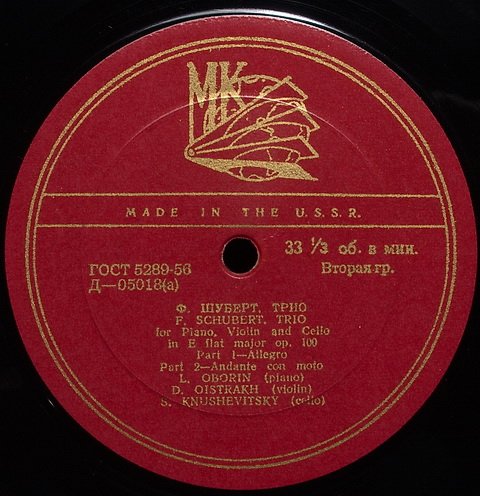 МК
MADE IN THE U.S.S.R.
ГОСТ 5289-56
Д—05018(а)
33 ⅓ об. в мин.
Вторая гр.
Ф. ШУБЕРТ, ТРИО
F. SCHUBERT, TRIO
for Piano, Violin and Cello
in E flat major op. 100
Part 1—Allegro
Part 2—Andante con moto
L. OBORIN (piano)
D. OISTRAKH (violin)
S. KNUSHEVITSKY (cello)